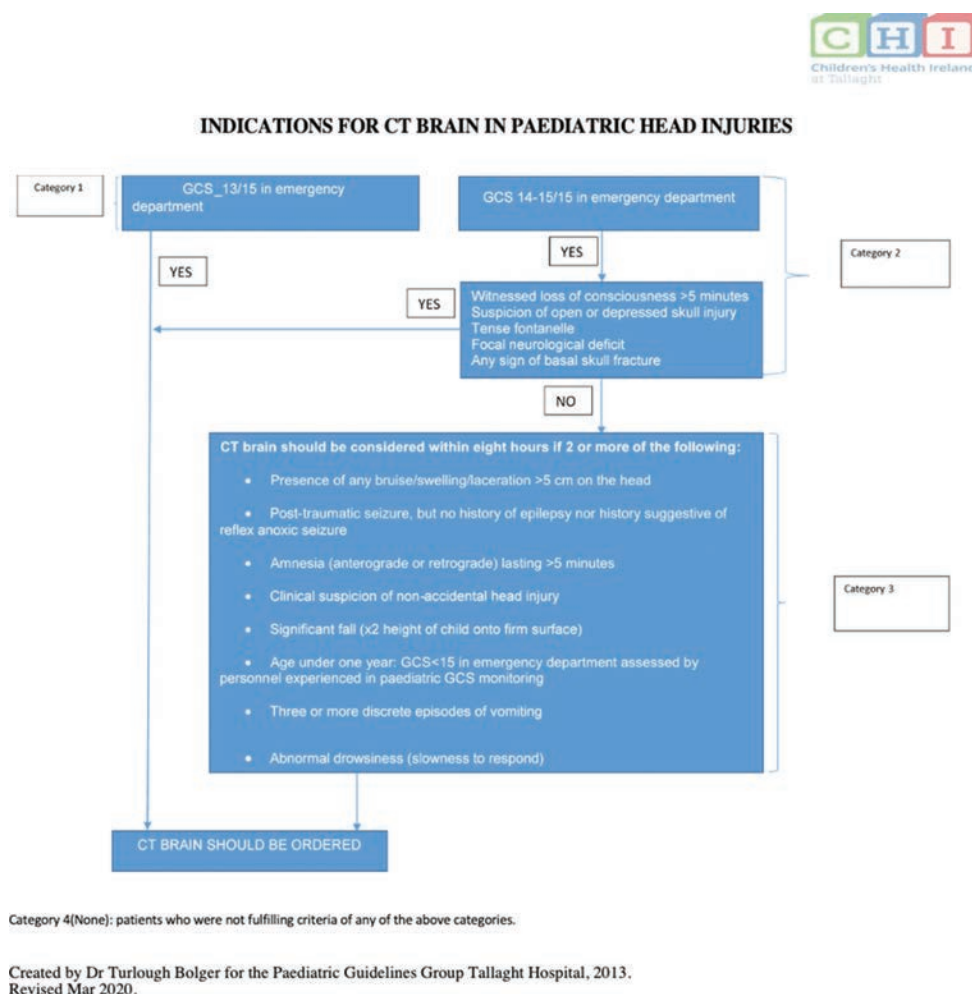 C H I
Children's Health Ireland
at Tallaght
INDICATIONS FOR CT BRAIN IN PAEDIATRIC HEAD INJURIES
Category 1
GCS_13/15 in emergency
department
GCS 14-15/15 in emergency department
Category 2
YES
YES
YES
Witnessed loss of consciousness >5 minutes
Suspicion of open or depressed skull injury
Tense fontanelle
Focal neurological deficit
Any sign of basal skull fracture
NO
CT brain should be considered within eight hours if 2 or more of the following:
• Presence of any bruise/swelling/laceration >5 cm on the head
• Post-traumatic seizure, but no history of epilepsy nor history suggestive of
reflex anoxic seizure
• Amnesia (anterograde or retrograde) lasting >5 minutes
• Clinical suspicion of non-accidental head injury
• Significant fall (x2 height of child onto firm surface)
• Age under one year: GCS<15 in emergency department assessed by
personnel experienced in paediatric GCS monitoring
• Three or more discrete episodes of vomiting
• Abnormal drowsiness (slowness to respond)
Category 3
CT BRAIN SHOULD BE ORDERED
Category 4(None): patients who were not fulfilling criteria of any of the above categories.
Created by Dr Turlough Bolger for the Paediatric Guidelines Group Tallaght Hospital, 2013.
Revised Mar 2020.